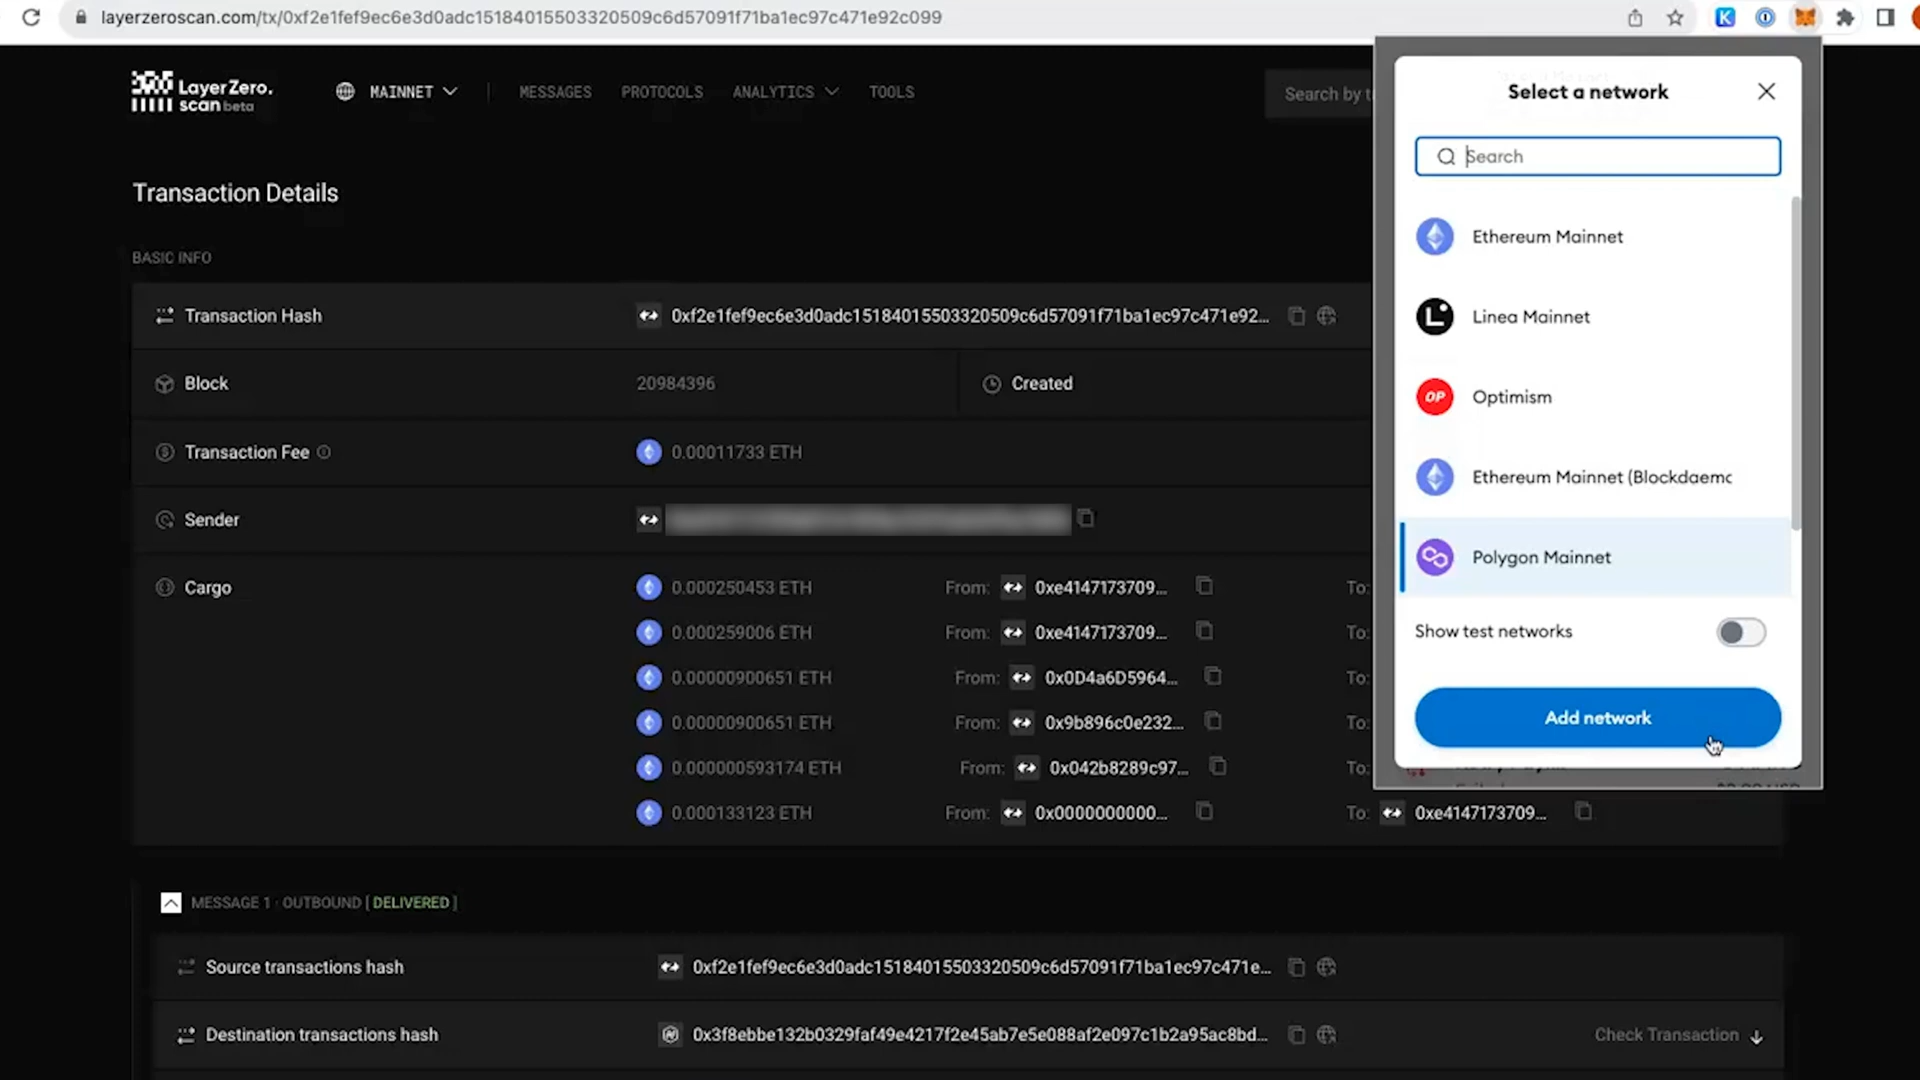 layerzeroscan.com/tx/0xf2e1fef9ec6e3d0adc15184015503320509c6d57091f71ba1ec97c471e92c099
LayerZero.
scan beta
MAINNET
MESSAGES
PROTOCOLS
ANALYTICS
TOOLS
Search by
Transaction Details
BASIC INFO
Transaction Hash
0xf2e1fef9ec6e3d0adc15184015503320509c6d57091f71ba1ec97c471e92...
Block
20984396
Created
Transaction Fee
0.00011733 ETH
Sender
Cargo
0.000250453 ETH
From: 0xe4147173709...
To:
0.000259006 ETH
From: 0xe4147173709...
To:
0.00000900651 ETH
From: 0x0D4a6D5964...
To:
0.00000900651 ETH
From: 0x9b896c0e232...
To:
0.000000593174 ETH
From: 0x042b8289c97...
To:
0.000133123 ETH
From: 0x0000000000...
To: 0xe4147173709...
MESSAGE 1 · OUTBOUND [ DELIVERED ]
Source transactions hash
0xf2e1fef9ec6e3d0adc15184015503320509c6d57091f71ba1ec97c471e...
Destination transactions hash
0x3f8ebbe132b0329faf49e4217f2e45ab7e5e088af2e097c1b2a95ac8bd...
Check Transaction
Select a network
Search
Ethereum Mainnet
Linea Mainnet
OP
Optimism
Ethereum Mainnet (Blockdaemo
Polygon Mainnet
Show test networks
Add network